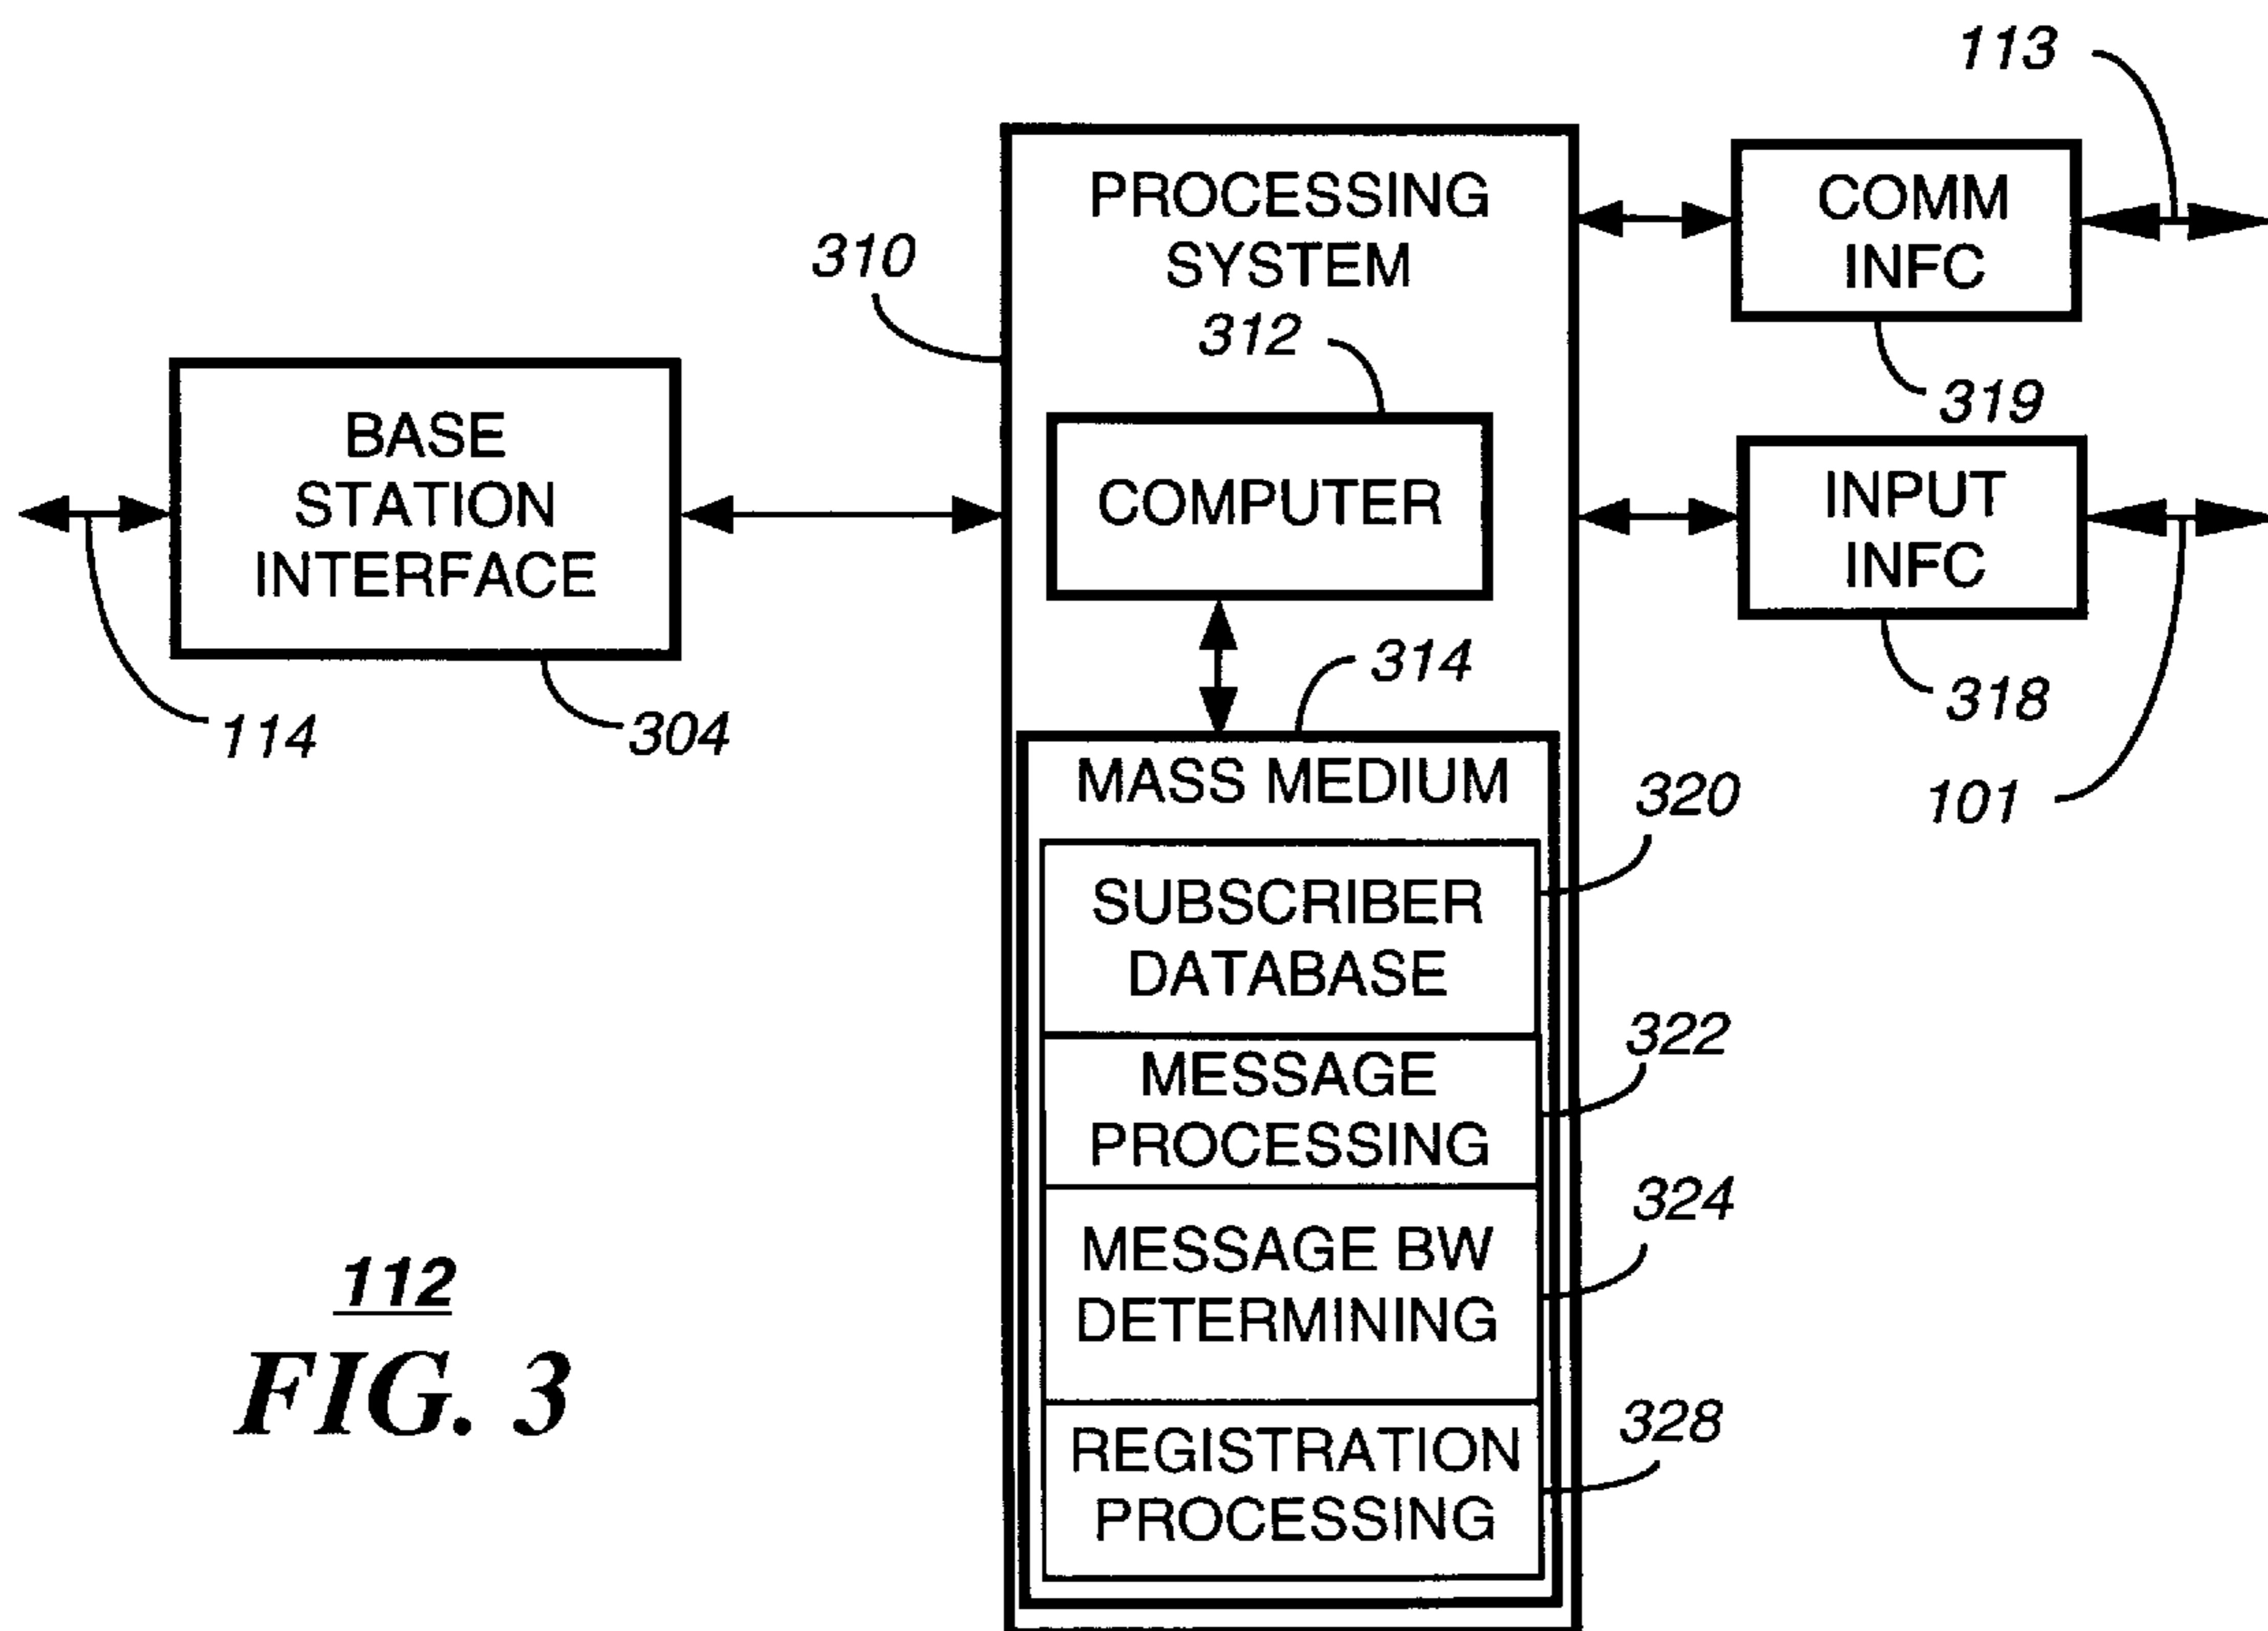 113
PROCESSING
SYSTEM
COMM
INFC
310
312
319
BASE
STATION
INTERFACE
COMPUTER
INPUT
INFC
114
304
314
318
MASS MEDIUM
320
101
SUBSCRIBER
DATABASE
322
MESSAGE
PROCESSING
324
MESSAGE BW
DETERMINING
328
REGISTRATION
PROCESSING
112
FIG. 3